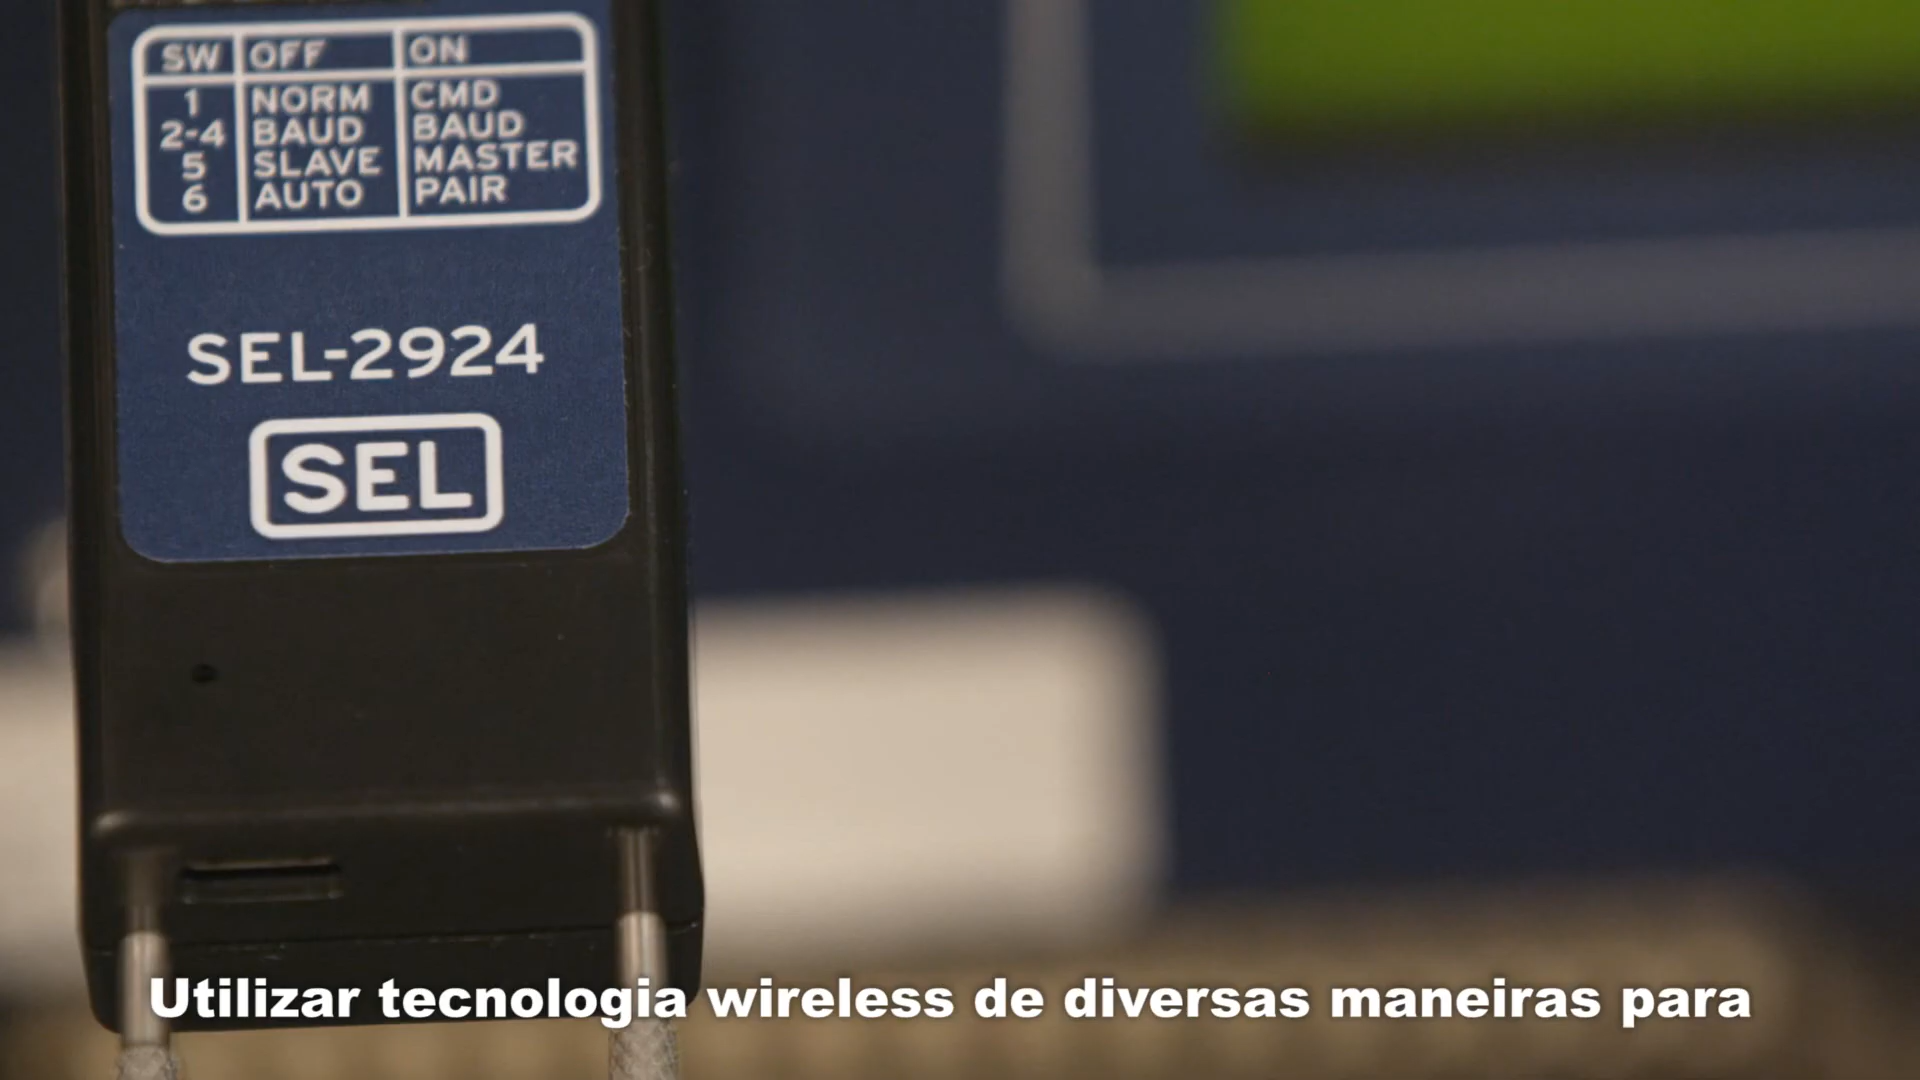 SW OFF ON
1 NORM CMD
2-4 BAUD BAUD
5 SLAVE MASTER
6 AUTO PAIR
SEL-2924
SEL
Utilizar tecnologia wireless de diversas maneiras para